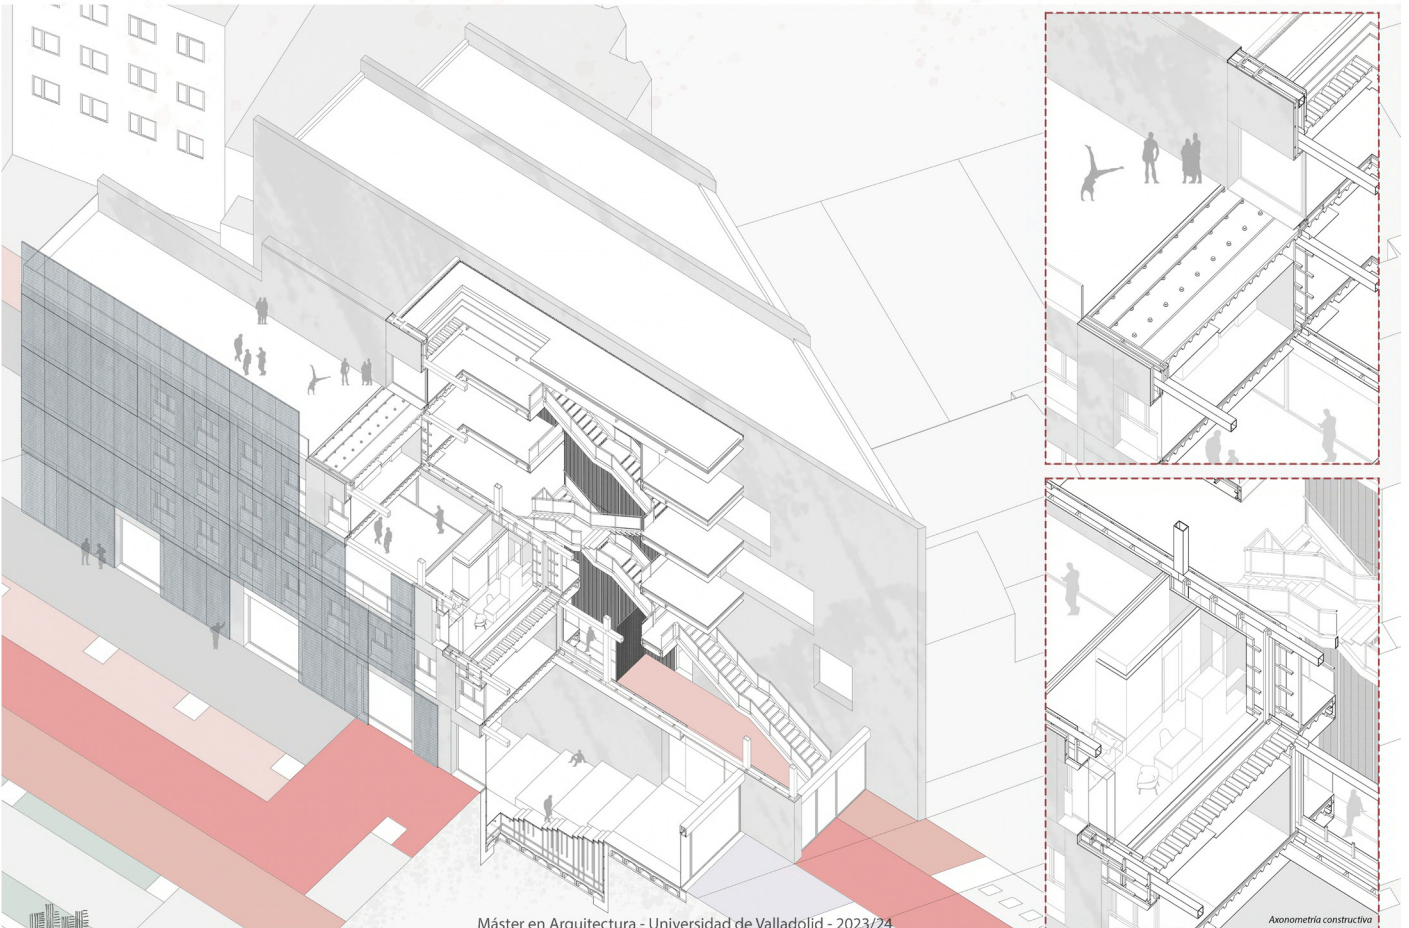 Máster en Arquitectura - Universidad de Valladolid - 2023/24
Axonometría constructiva